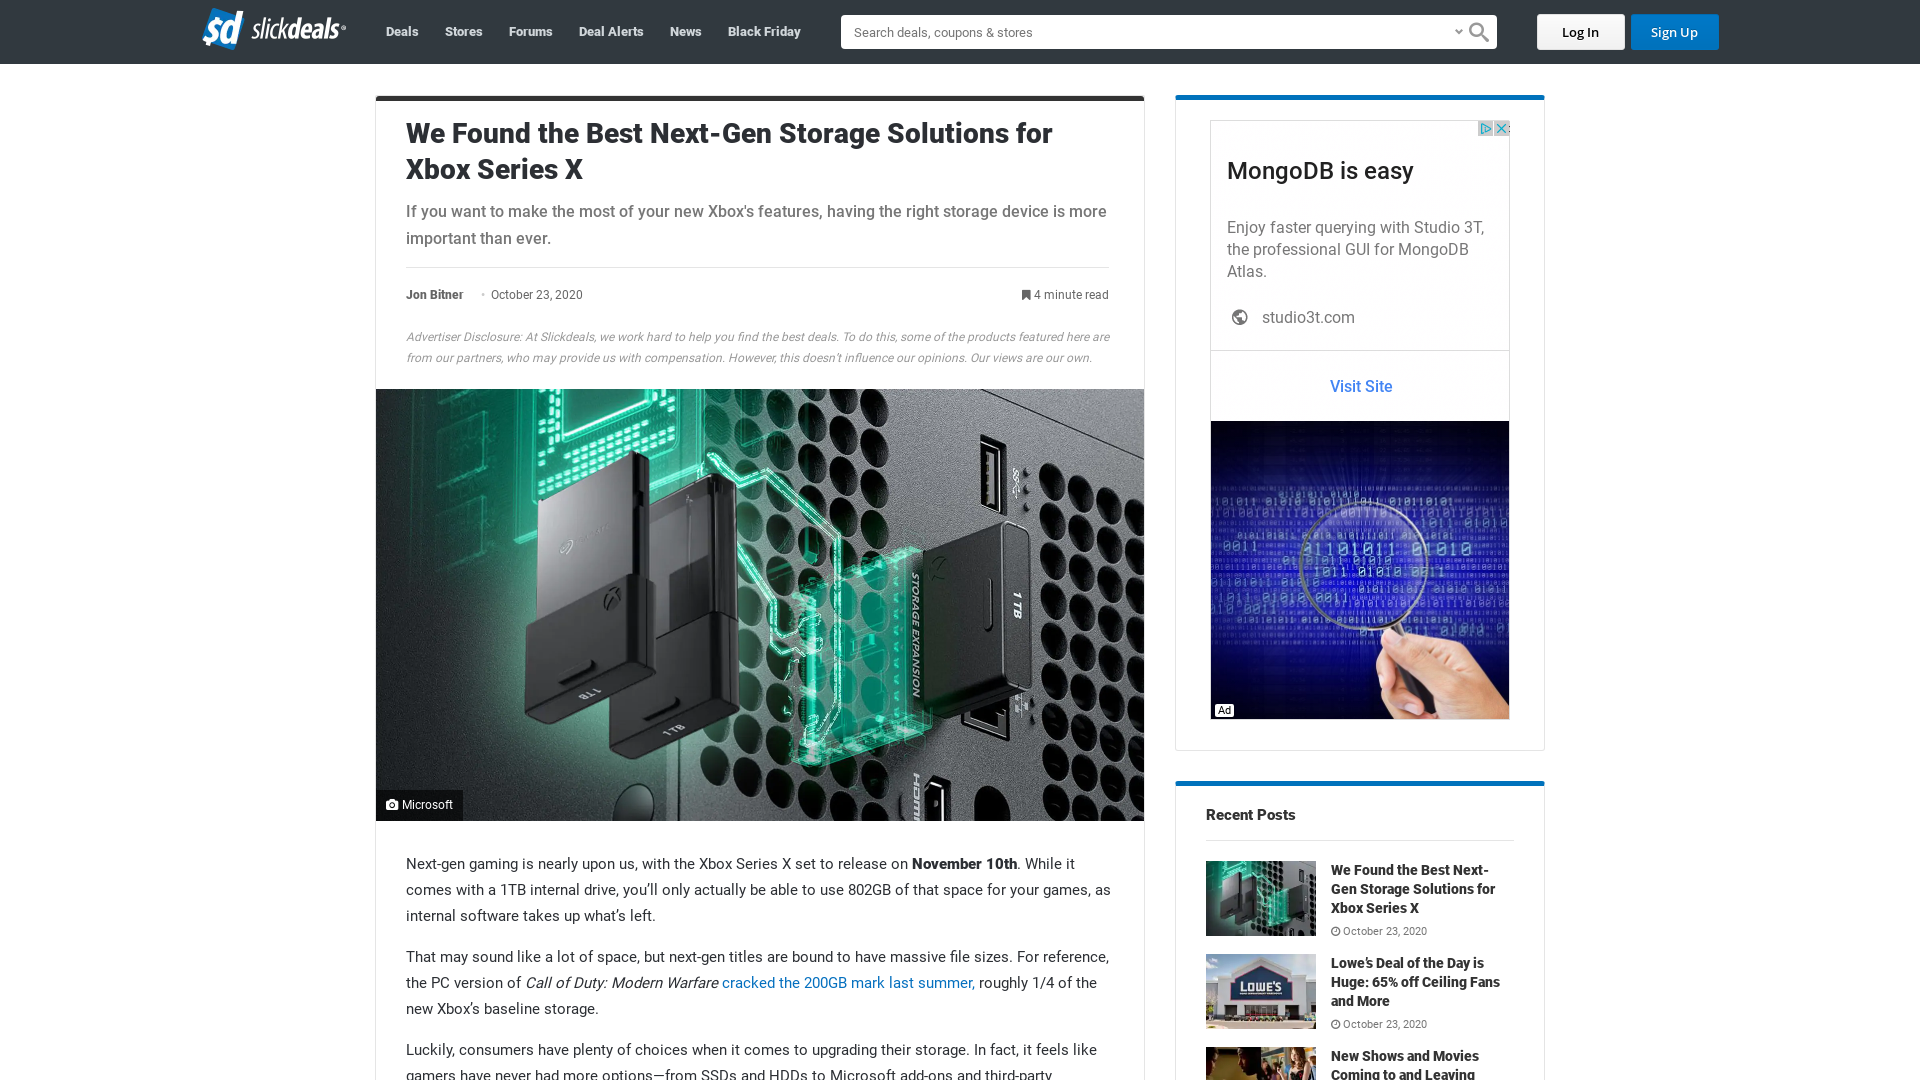 sd slickdeals
Deals
Stores
Forums
Deal Alerts
News
Black Friday
Search deals, coupons & stores
Log In
Sign Up
We Found the Best Next-Gen Storage Solutions for
Xbox Series X
If you want to make the most of your new Xbox's features, having the right storage device is more
important than ever.
Jon Bitner • October 23, 2020
4 minute read
Advertiser Disclosure: At Slickdeals, we work hard to help you find the best deals. To do this, some of the products featured here are
from our partners, who may provide us with compensation. However, this doesn't influence our opinions. Our views are our own.
STORAGE EXPANSION
1 TB
1TB
1 TB
HDMI
Microsoft
Next-gen gaming is nearly upon us, with the Xbox Series X set to release on November 10th. While it
comes with a 1TB internal drive, you’ll only actually be able to use 802GB of that space for your games, as
internal software takes up what’s left.
That may sound like a lot of space, but next-gen titles are bound to have massive file sizes. For reference,
the PC version of Call of Duty: Modern Warfare cracked the 200GB mark last summer, roughly 1/4 of the
new Xbox’s baseline storage.
Luckily, consumers have plenty of choices when it comes to upgrading their storage. In fact, it feels like
gamers have never had more options—from SSDs and HDDs to Microsoft add-ons and third-party
MongoDB is easy
Enjoy faster querying with Studio 3T,
the professional GUI for MongoDB
Atlas.
studio3t.com
Visit Site
Ad
Recent Posts
We Found the Best Next-
Gen Storage Solutions for
Xbox Series X
October 23, 2020
LOWE'S
Lowe’s Deal of the Day is
Huge: 65% off Ceiling Fans
and More
October 23, 2020
New Shows and Movies
Coming to and Leaving